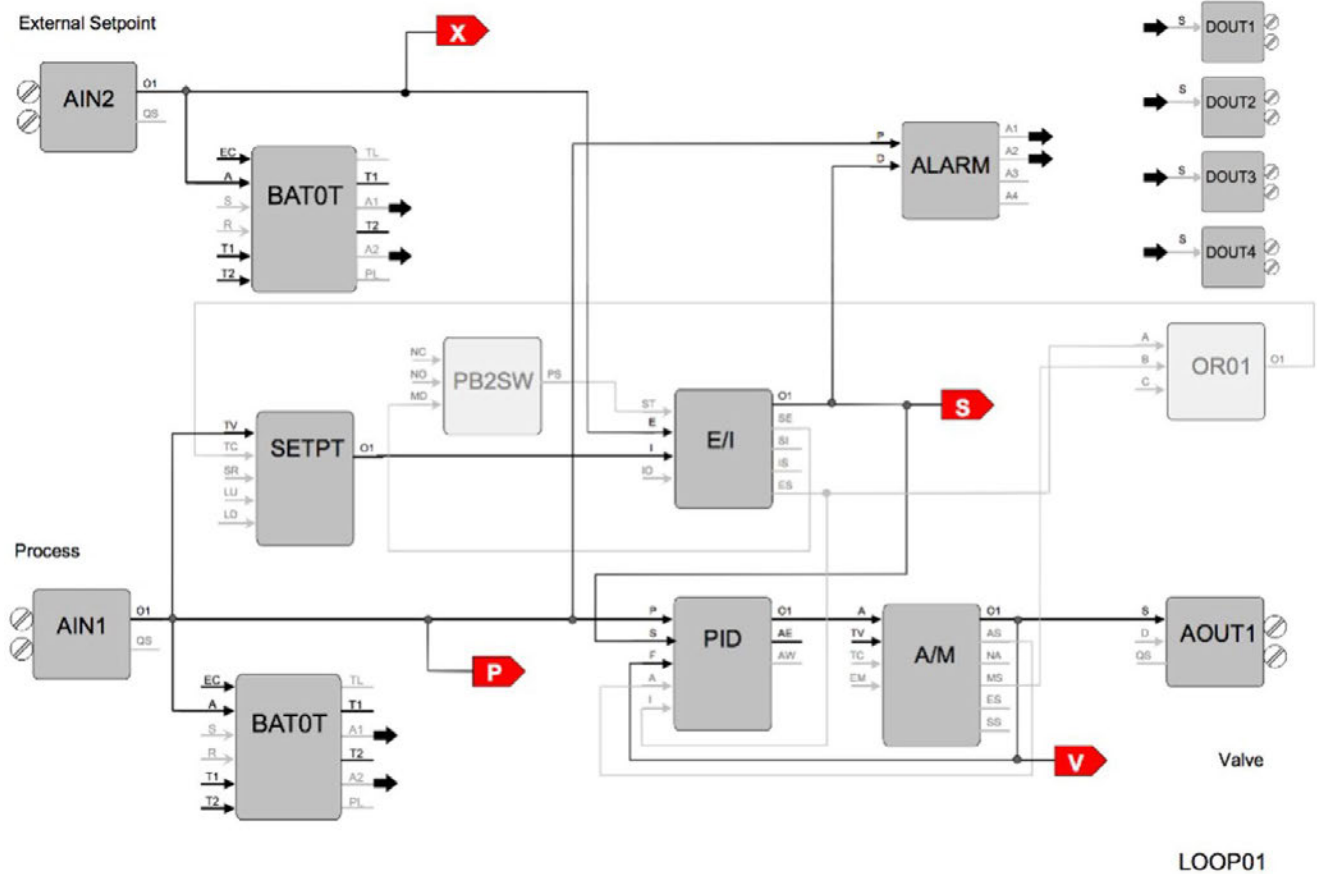 External Setpoint
X
S DOUT1
AIN2
O1
QS
S DOUT2
EC
A
S
R
T1
T2
BAT0T
TL
T1
A1
T2
A2
PL
P
D
ALARM
A1
A2
A3
A4
S DOUT3
S DOUT4
NC
NO
MD
PB2SW
PS
A
B
C
OR01
O1
TV
TC
SR
LU
LD
SETPT
O1
ST
E
I
IO
E/I
O1
SE
SI
IS
ES
S
Process
AIN1
O1
QS
P
P
S
F
A
I
PID
O1
AE
AW
A
TV
TC
EM
A/M
O1
AS
NA
MS
ES
SS
S
D
QS
AOUT1
EC
A
S
R
T1
T2
BAT0T
TL
T1
A1
T2
A2
PL
V
Valve
LOOP01